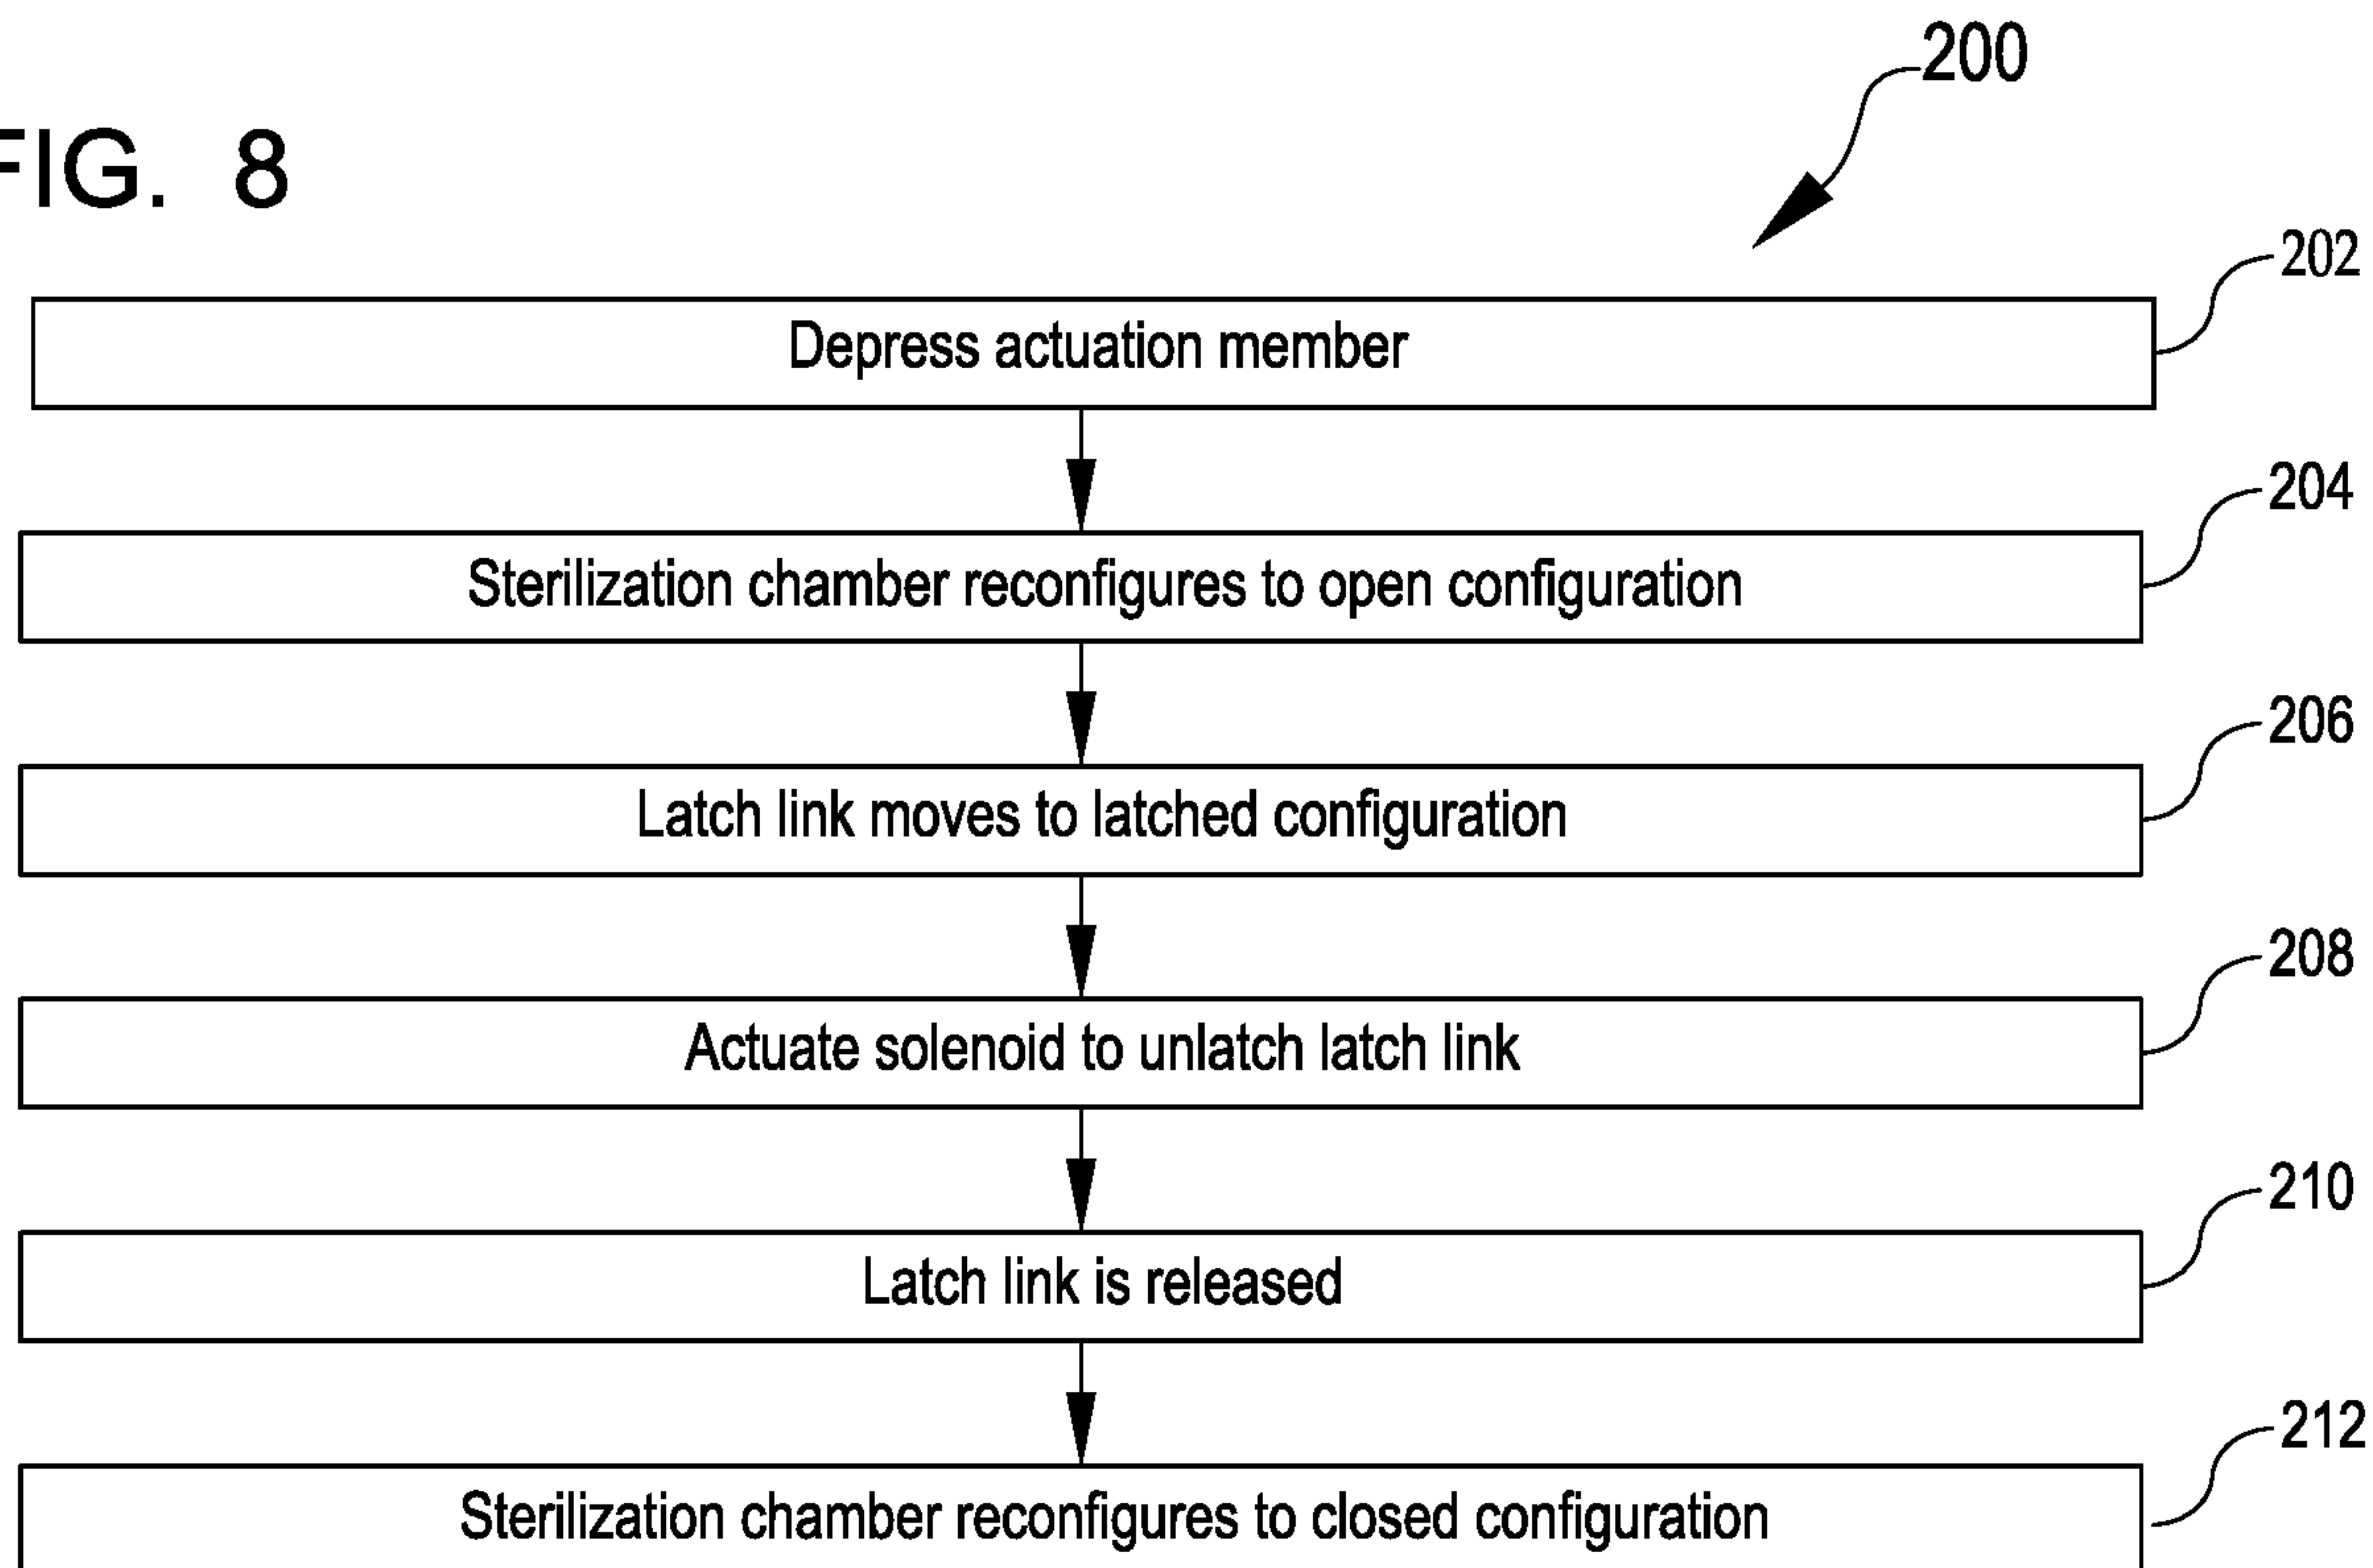 200
FIG. 8
202
Depress actuation member
204
Sterilization chamber reconfigures to open configuration
206
Latch link moves to latched configuration
208
Actuate solenoid to unlatch latch link
210
Latch link is released
212
Sterilization chamber reconfigures to closed configuration